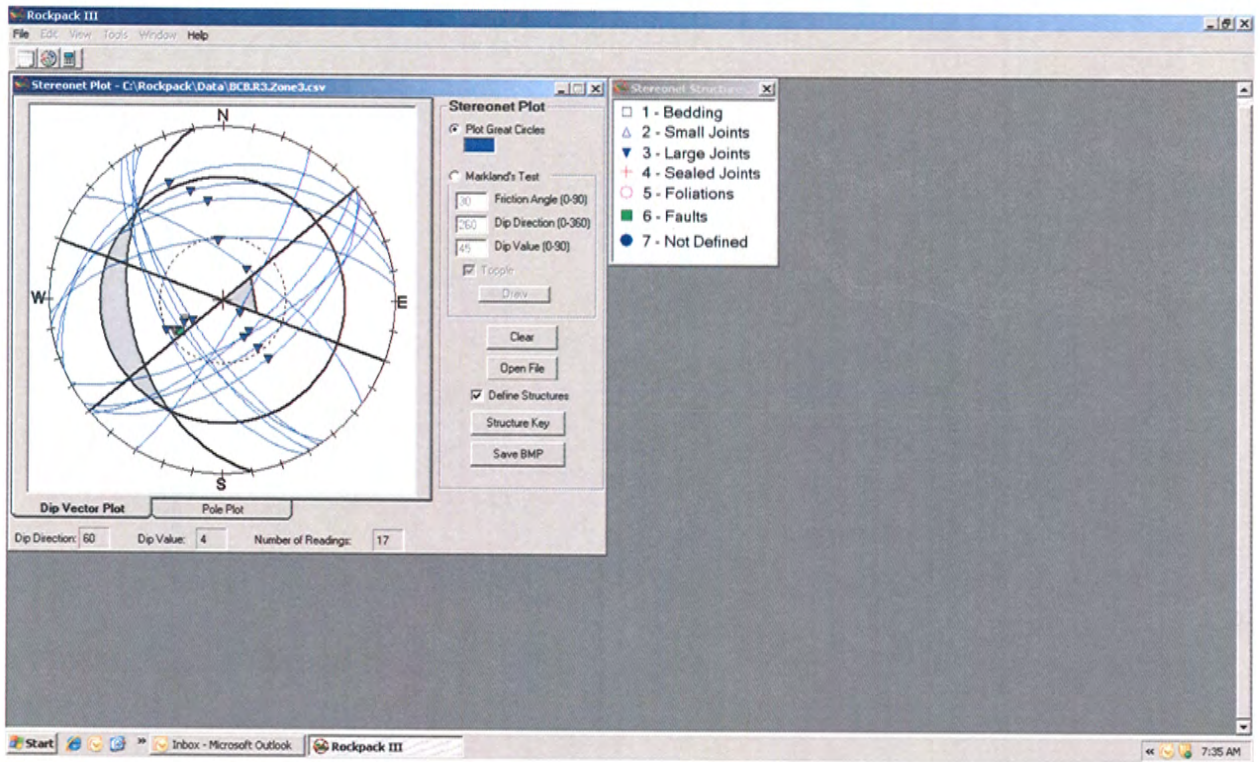 Rockpack III
File Edit View Tools Window Help
Stereonet Plot - C:\Rockpack\Data\BCB.R3.Zone3.csv
N
W
E
S
Dip Vector Plot
Pole Plot
Dip Direction: 60 Dip Value: 4 Number of Readings: 17
Stereonet Plot
Plot Great Circles
Markland's Test
30 Friction Angle (0-90)
260 Dip Direction (0-360)
45 Dip Value (0-90)
Topple
Draw
Clear
Open File
Define Structures
Structure Key
Save BMP
Stereonet Structure
1 - Bedding
2 - Small Joints
3 - Large Joints
4 - Sealed Joints
5 - Foliations
6 - Faults
7 - Not Defined
Start » Inbox - Microsoft Outlook Rockpack III « 7:35 AM